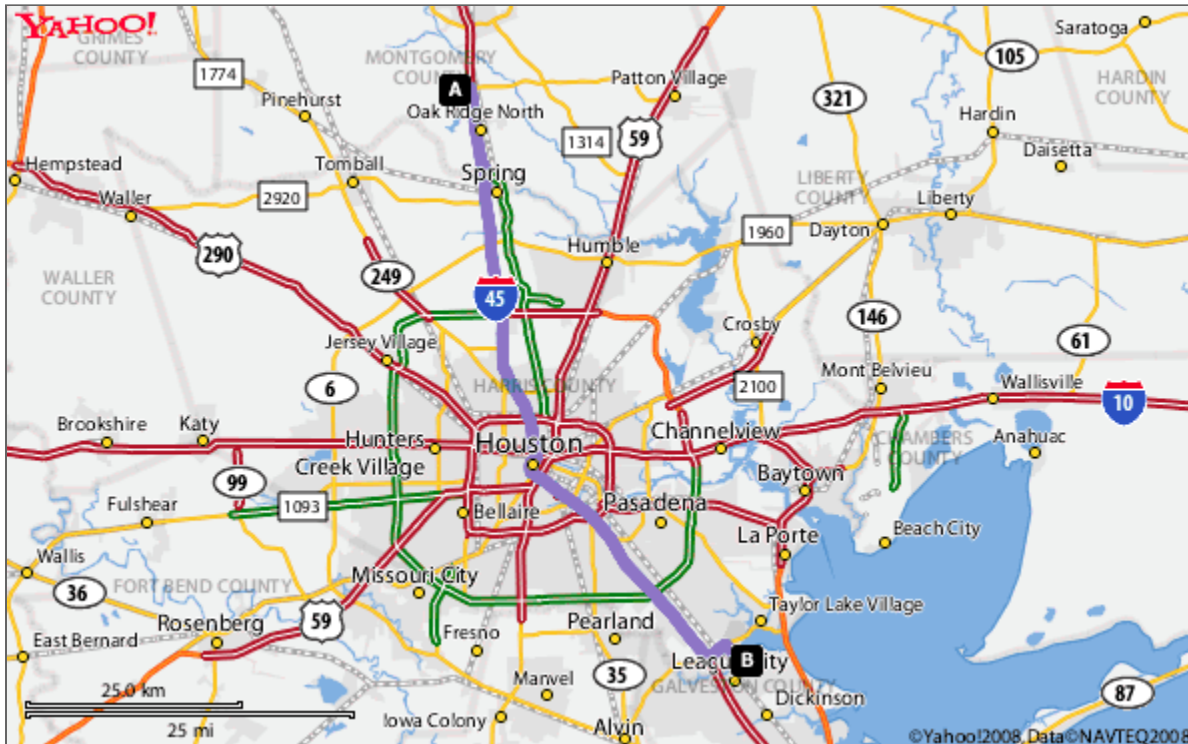 YAHOO!
GRIMES
COUNTY
MONTGOMERY
COUNTY
Saratoga
105
HARDIN
COUNTY
1774
A
Patton Village
321
Pinehurst
Oak Ridge North
59
1314
Hardin
Daisetta
Hempstead
Tomball
Spring
LIBERTY
COUNTY
Waller
2920
Liberty
1960
Dayton
290
Humble
WALLER
COUNTY
249
45
146
Crosby
61
Jersey Village
HARRIS COUNTY
Mont Belvieu
6
2100
Wallisville
10
Brookshire
Katy
Hunters
Creek Village
Houston
Channelview
CHAMBERS
COUNTY
Anahuac
99
Baytown
Fulshear
1093
Bellaire
Pasadena
La Porte
Beach City
Wallis
FORT BEND COUNTY
Missouri City
36
Taylor Lake Village
Rosenberg
59
Fresno
Pearland
East Bernard
League City
B
35
GALVESTON COUNTY
Manvel
Dickinson
87
25.0 km
25 mi
Iowa Colony
Alvin
©Yahoo!2008, Data©NAVTEQ2008